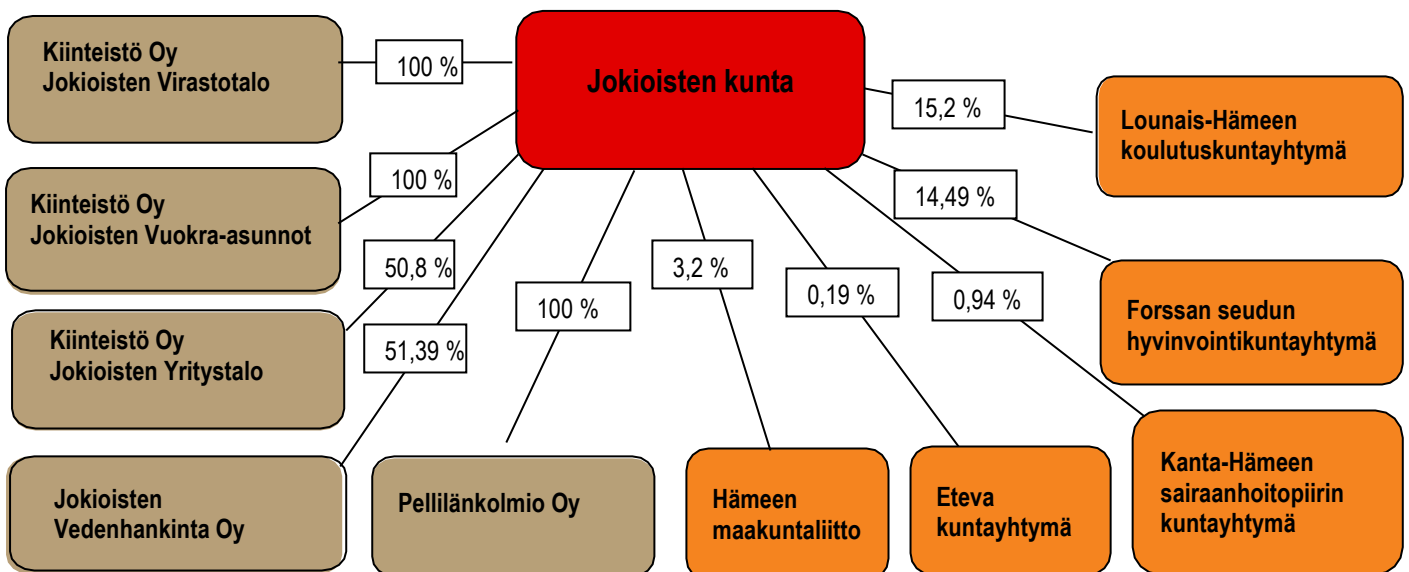 Kiinteistö Oy
Jokioisten Virastotalo
100 %
Jokioisten kunta
15,2 %
Lounais-Hämeen
koulutuskuntayhtymä
Kiinteistö Oy
Jokioisten Vuokra-asunnot
100 %
14,49 %
Forssan seudun
hyvinvointikuntayhtymä
Kiinteistö Oy
Jokioisten Yritystalo
50,8 %
51,39 %
100 %
3,2 %
0,19 %
0,94 %
Jokioisten
Vedenhankinta Oy
Pellilänkolmio Oy
Hämeen
maakuntaliitto
Eteva
kuntayhtymä
Kanta-Hämeen
sairaanhoitopiirin
kuntayhtymä